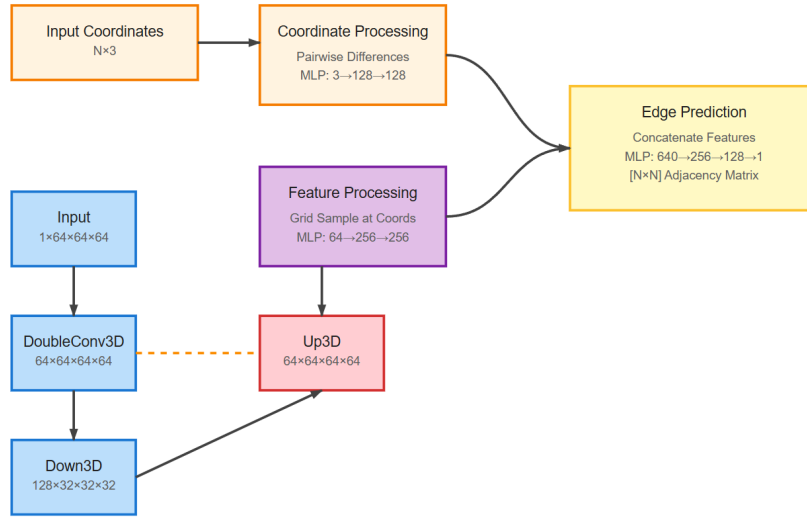 Input Coordinates
N×3
Coordinate Processing
Pairwise Differences
MLP: 3→128→128
Edge Prediction
Concatenate Features
MLP: 640→256→128→1
[N×N] Adjacency Matrix
Feature Processing
Grid Sample at Coords
MLP: 64→256→256
Input
1×64×64×64
DoubleConv3D
64×64×64×64
Up3D
64×64×64×64
Down3D
128×32×32×32